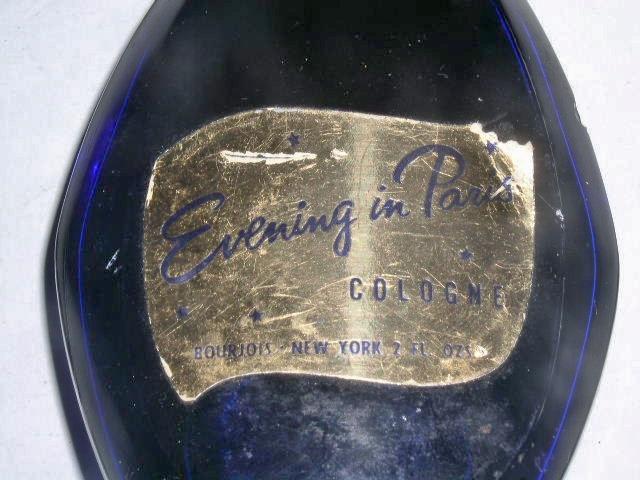 Evening in Paris
COLOGNE
BOURJOIS · NEW YORK 2 FL. OZS